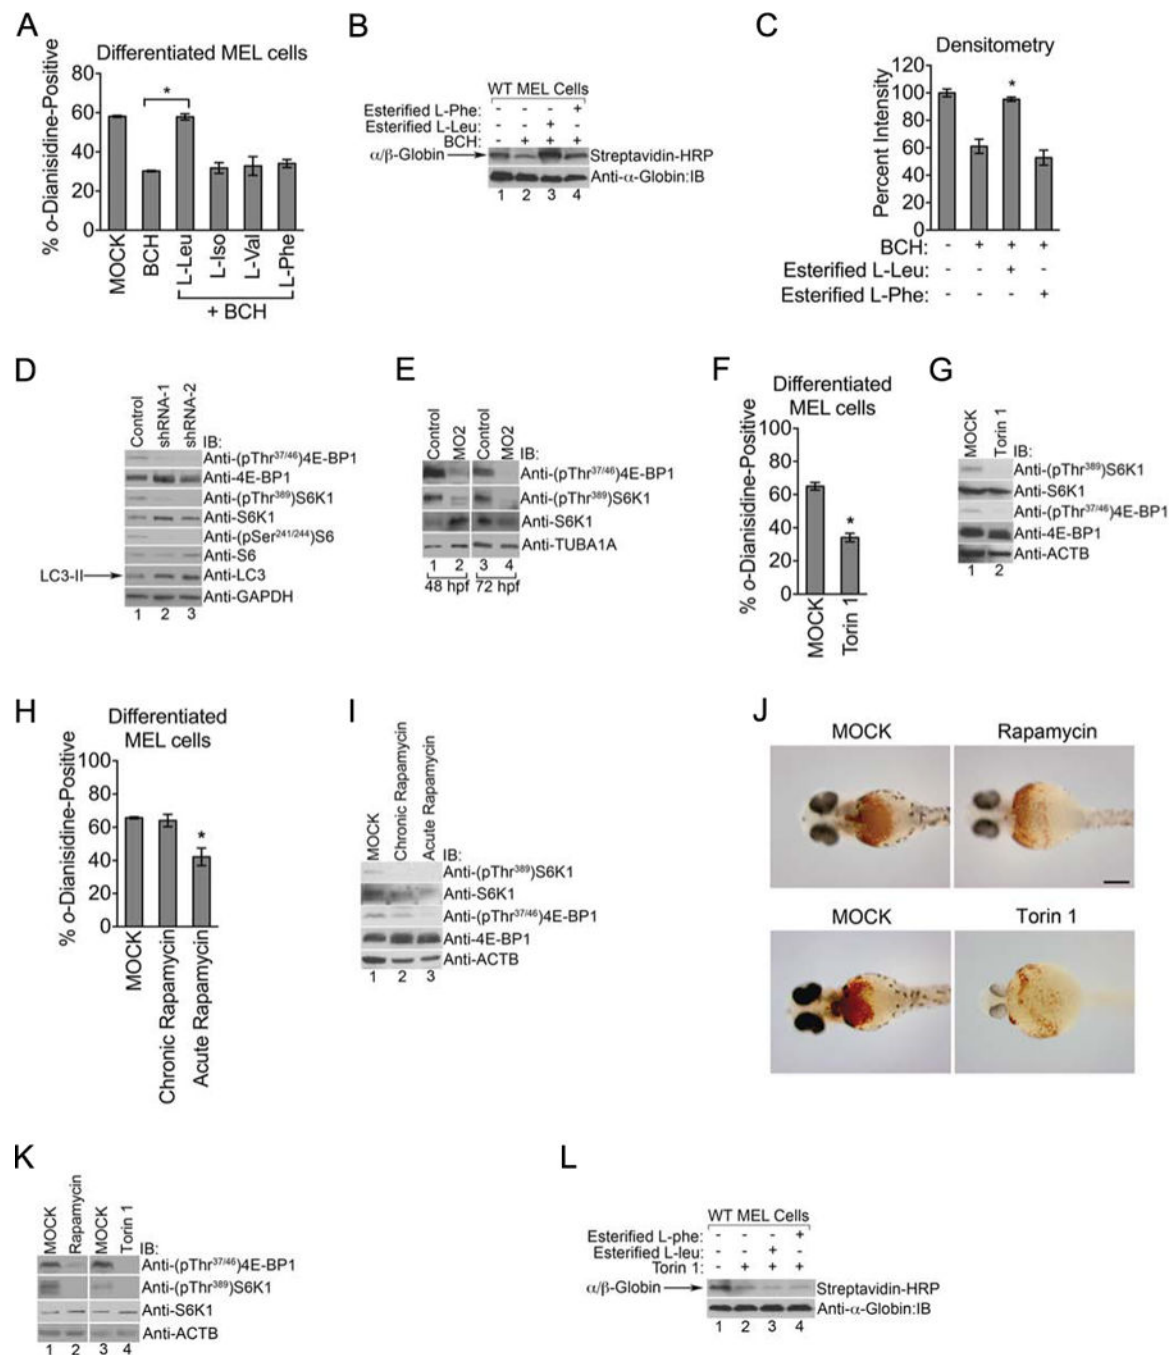 A
Differentiated MEL cells
% o-Dianisidine-Positive
80
60
40
20
0
*
MOCK
BCH
L-Leu
L-Iso
L-Val
L-Phe
+ BCH
B
WT MEL Cells
Esterified L-Phe: - - - +
Esterified L-Leu: - - + -
BCH: - + + +
α/β-Globin
Streptavidin-HRP
Anti-α-Globin:IB
1 2 3 4
C
Densitometry
Percent Intensity
120
100
80
60
40
20
0
*
BCH: - + + +
Esterified L-Leu: - - + -
Esterified L-Phe: - - - +
D
Control
shRNA-1
shRNA-2
IB:
Anti-(pThr37/46)4E-BP1
Anti-4E-BP1
Anti-(pThr389)S6K1
Anti-S6K1
Anti-(pSer241/244)S6
Anti-S6
LC3-II
Anti-LC3
Anti-GAPDH
1 2 3
E
Control
MO2
Control
MO2
IB:
Anti-(pThr37/46)4E-BP1
Anti-(pThr389)S6K1
Anti-S6K1
Anti-TUBA1A
1 2 3 4
48 hpf 72 hpf
F
Differentiated
MEL cells
% o-Dianisidine-Positive
100
80
60
40
20
0
*
MOCK
Torin 1
G
MOCK
Torin 1
IB:
Anti-(pThr389)S6K1
Anti-S6K1
Anti-(pThr37/46)4E-BP1
Anti-4E-BP1
Anti-ACTB
1 2
H
Differentiated
MEL cells
% o-Dianisidine-Positive
100
80
60
40
20
0
*
MOCK
Chronic Rapamycin
Acute Rapamycin
I
MOCK
Chronic Rapamycin
Acute Rapamycin
IB:
Anti-(pThr389)S6K1
Anti-S6K1
Anti-(pThr37/46)4E-BP1
Anti-4E-BP1
Anti-ACTB
1 2 3
J
MOCK
Rapamycin
MOCK
Torin 1
K
MOCK
Rapamycin
MOCK
Torin 1
IB:
Anti-(pThr37/46)4E-BP1
Anti-(pThr389)S6K1
Anti-S6K1
Anti-ACTB
1 2 3 4
L
WT MEL Cells
Esterified L-phe: - - - +
Esterified L-leu: - - + -
Torin 1: - + + +
α/β-Globin
Streptavidin-HRP
Anti-α-Globin:IB
1 2 3 4